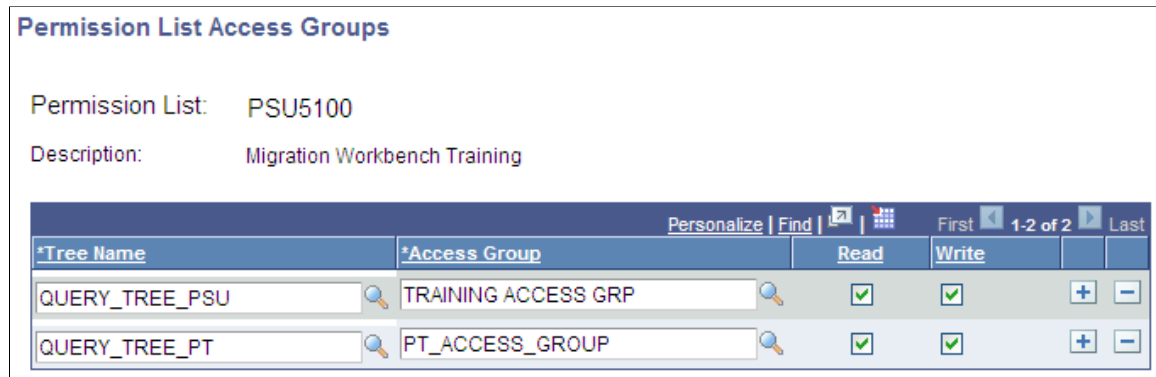 Permission List Access Groups
Permission List: PSU5100
Description: Migration Workbench Training
Personalize | Find | | First 1-2 of 2 Last
*Tree Name *Access Group Read Write
QUERY_TREE_PSU TRAINING ACCESS GRP
QUERY_TREE_PT PT_ACCESS_GROUP